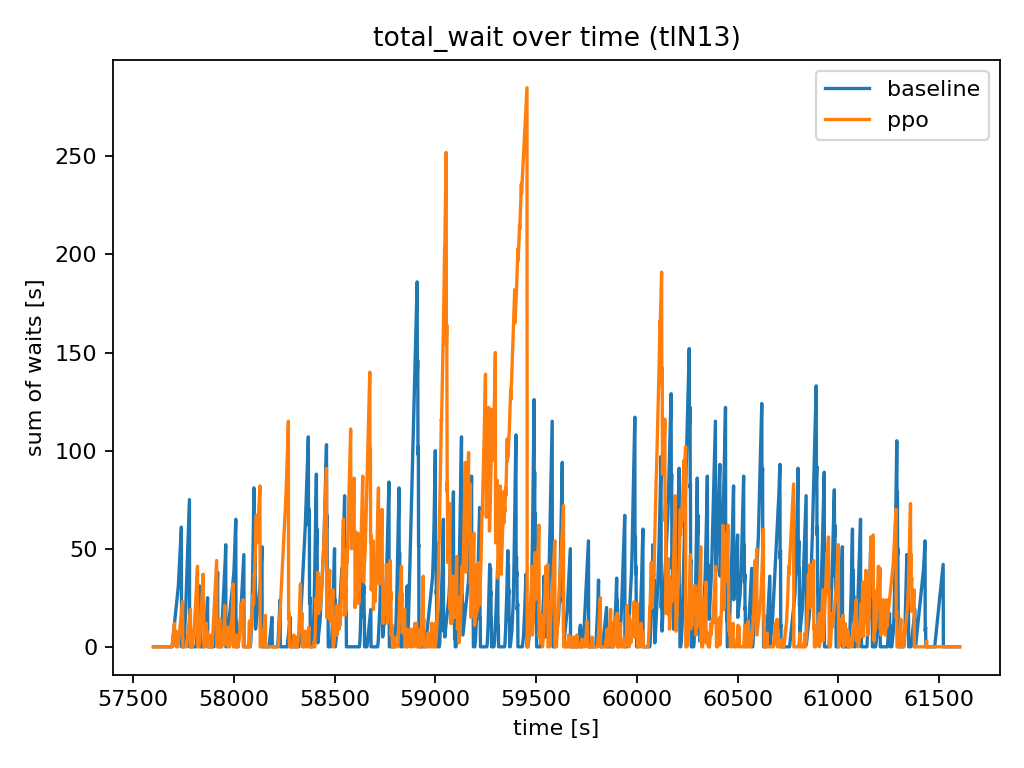 total_wait over time (tlN13)
baseline
ppo
sum of waits [s]
250
200
150
100
50
0
57500 58000 58500 59000 59500 60000 60500 61000 61500
time [s]